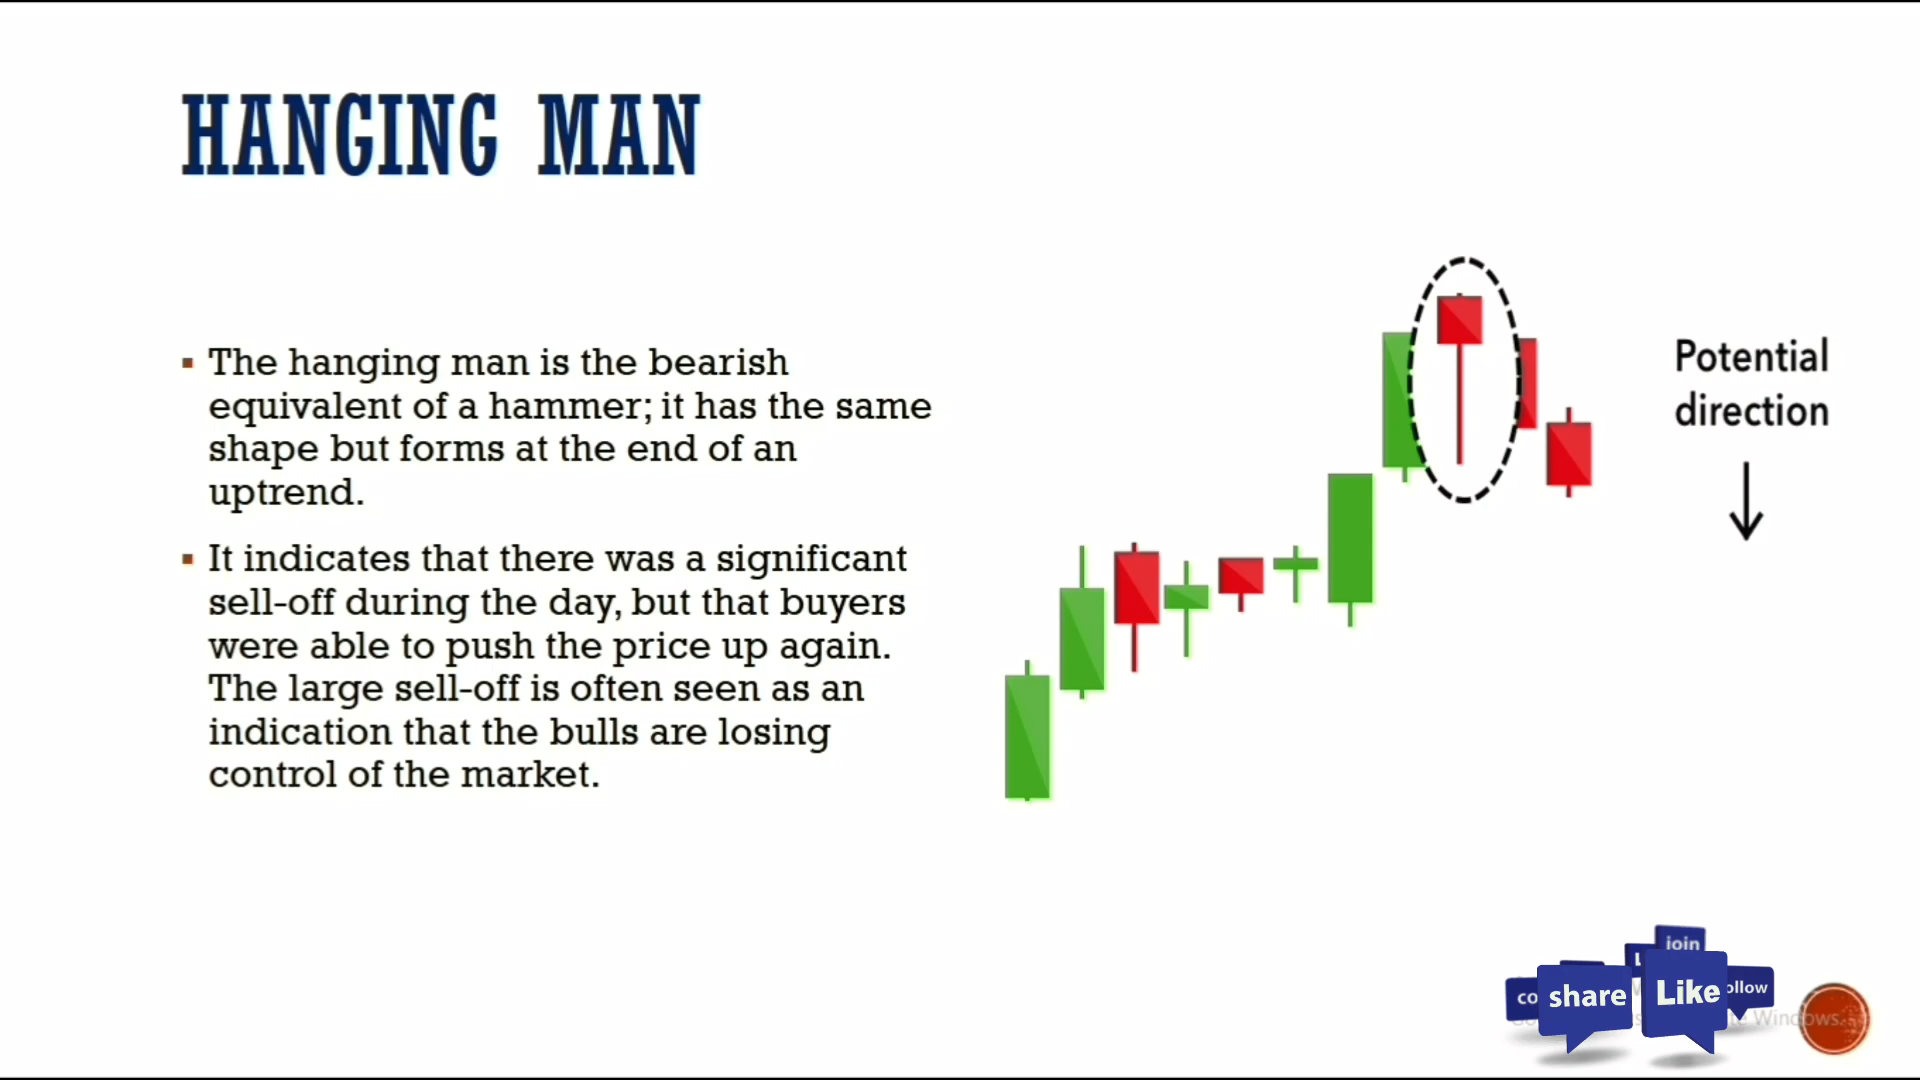 HANGING MAN
The hanging man is the bearish
equivalent of a hammer; it has the same
shape but forms at the end of an
uptrend.
It indicates that there was a significant
sell-off during the day, but that buyers
were able to push the price up again.
The large sell-off is often seen as an
indication that the bulls are losing
control of the market.
Potential
direction
join
share
Like
ollow
Windows.